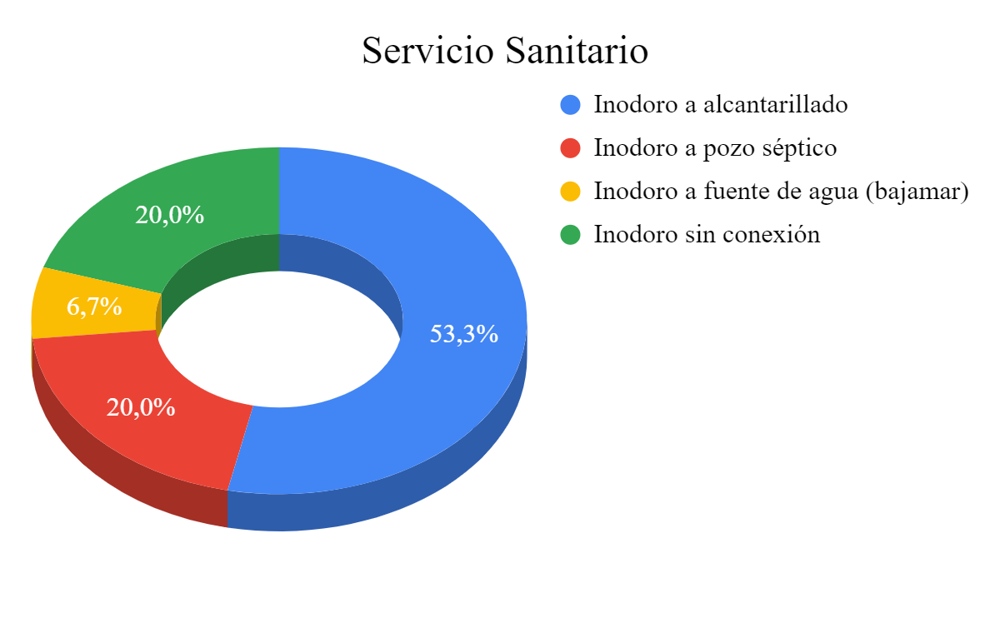 Servicio Sanitario
Inodoro a alcantarillado
Inodoro a pozo séptico
Inodoro a fuente de agua (bajamar)
Inodoro sin conexión
20,0%
6,7%
53,3%
20,0%